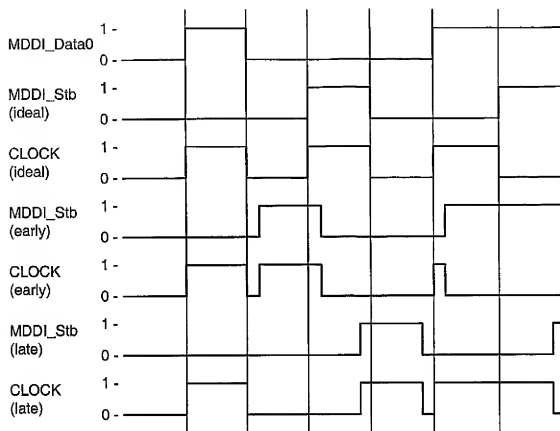 MDDI_Data0
1 -
0 -
MDDI_Stb
(ideal)
1 -
0 -
CLOCK
(ideal)
1 -
0 -
MDDI_Stb
(early)
1 -
0 -
CLOCK
(early)
1 -
0 -
MDDI_Stb
(late)
1 -
0 -
CLOCK
(late)
1 -
0 -